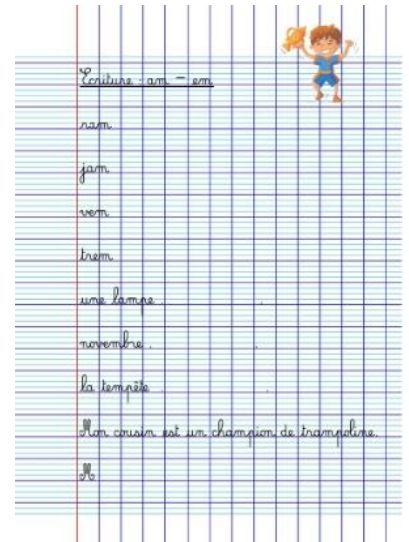 Ecriture : am - em
ram
jam
vem
trem
une lampe . .
novembre . .
la tempête . .
Mon cousin est un champion de trampoline.
M